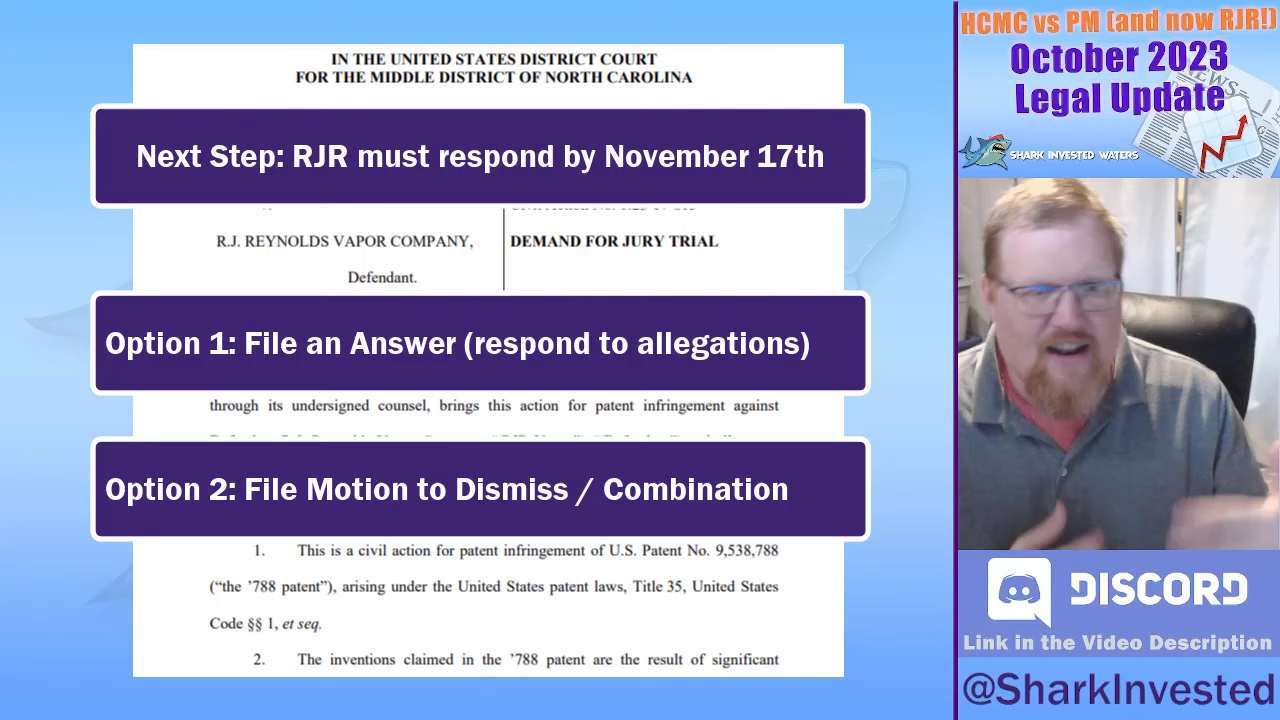 IN THE UNITED STATES DISTRICT COURT
FOR THE MIDDLE DISTRICT OF NORTH CAROLINA
Next Step: RJR must respond by November 17th
R.J. REYNOLDS VAPOR COMPANY,
Defendant.
DEMAND FOR JURY TRIAL
Option 1: File an Answer (respond to allegations)
through its undersigned counsel, brings this action for patent infringement against
Option 2: File Motion to Dismiss / Combination
1. This is a civil action for patent infringement of U.S. Patent No. 9,538,788
(“the ’788 patent”), arising under the United States patent laws, Title 35, United States
Code §§ 1, et seq.
2. The inventions claimed in the ’788 patent are the result of significant
HCMC vs PM (and now RJR!)
October 2023
Legal Update
NEWS
SHARK INVESTED WATERS
DISCORD
Link in the Video Description
@SharkInvested